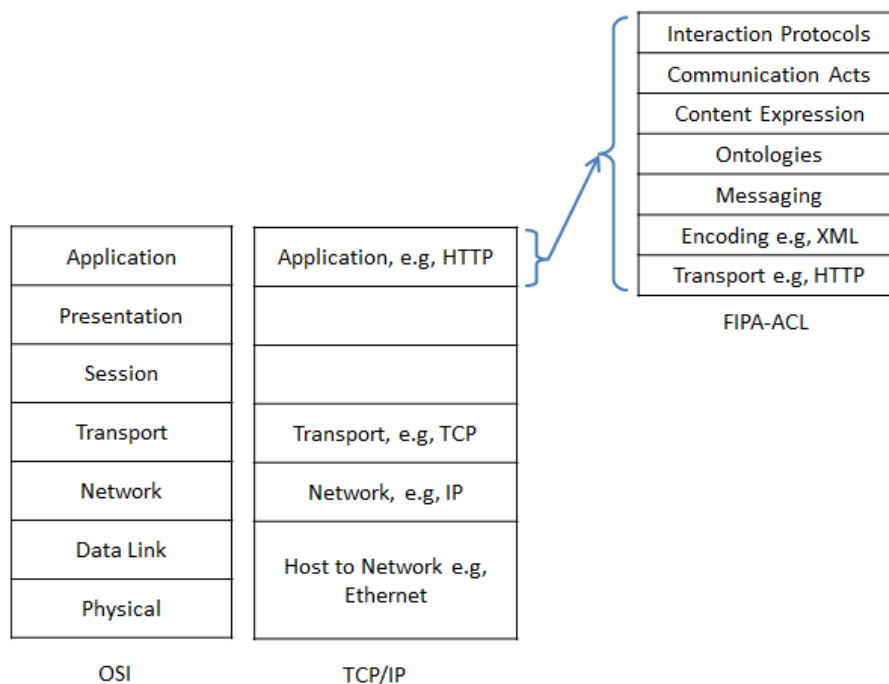 Interaction Protocols
Communication Acts
Content Expression
Ontologies
Messaging
Encoding e.g, XML
Transport e.g, HTTP
FIPA-ACL
Application
Presentation
Session
Transport
Network
Data Link
Physical
OSI
Application, e.g, HTTP
Transport, e.g, TCP
Network, e.g, IP
Host to Network e.g,
Ethernet
TCP/IP